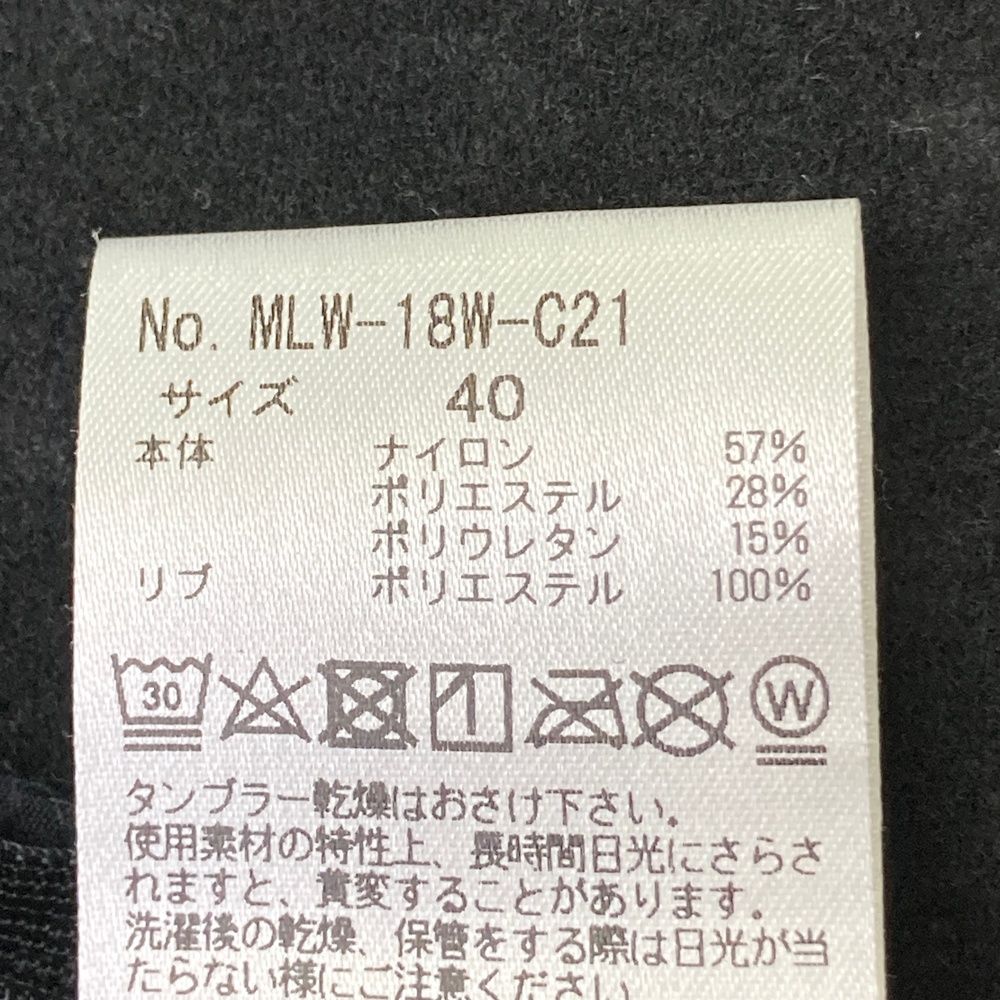 No. MLW-18W-C21
サイズ 40
本体 ナイロン 57%
ポリエステル 28%
ポリウレタン 15%
リブ ポリエステル 100%
30 W
タンブラー乾燥はおさけ下さい。
使用素材の特性上、長時間日光にさらさ
れますと、黄変することがあります。
洗濯後の乾燥、保管をする際は日光が当
たらない様にご注意ください